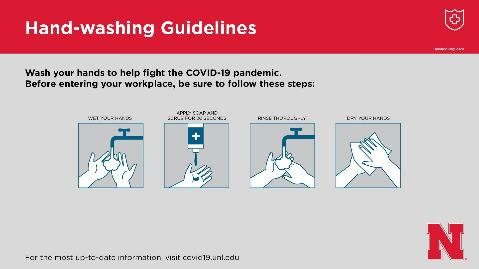 Hand-washing Guidelines
Wash your hands to help fight the COVID-19 pandemic.
Before entering your workplace, be sure to follow these steps:
WET YOUR HANDS
APPLY SOAP AND
SCRUB FOR 20 SECONDS
RINSE THOROUGHLY
DRY YOUR HANDS
N
For the most up-to-date information, visit covid19.unl.edu